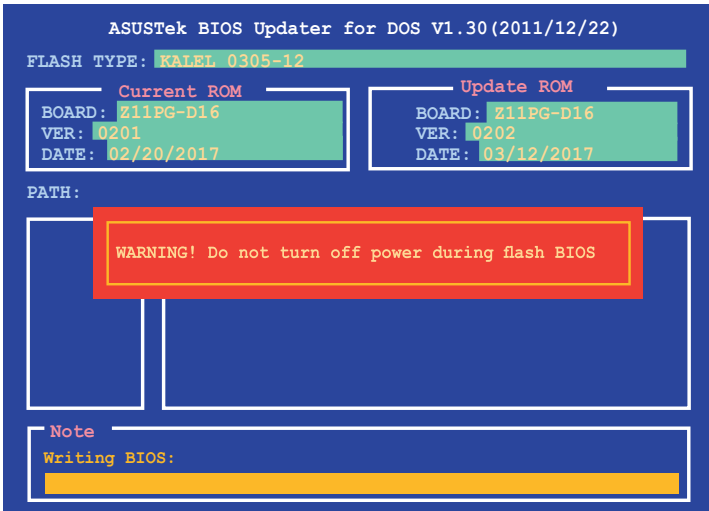 ASUSTek BIOS Updater for DOS V1.30(2011/12/22)
FLASH TYPE: KALEL 0305-12
Current ROM
BOARD: Z11PG-D16
VER: 0201
DATE: 02/20/2017
Update ROM
BOARD: Z11PG-D16
VER: 0202
DATE: 03/12/2017
PATH:
WARNING! Do not turn off power during flash BIOS
Note
Writing BIOS: